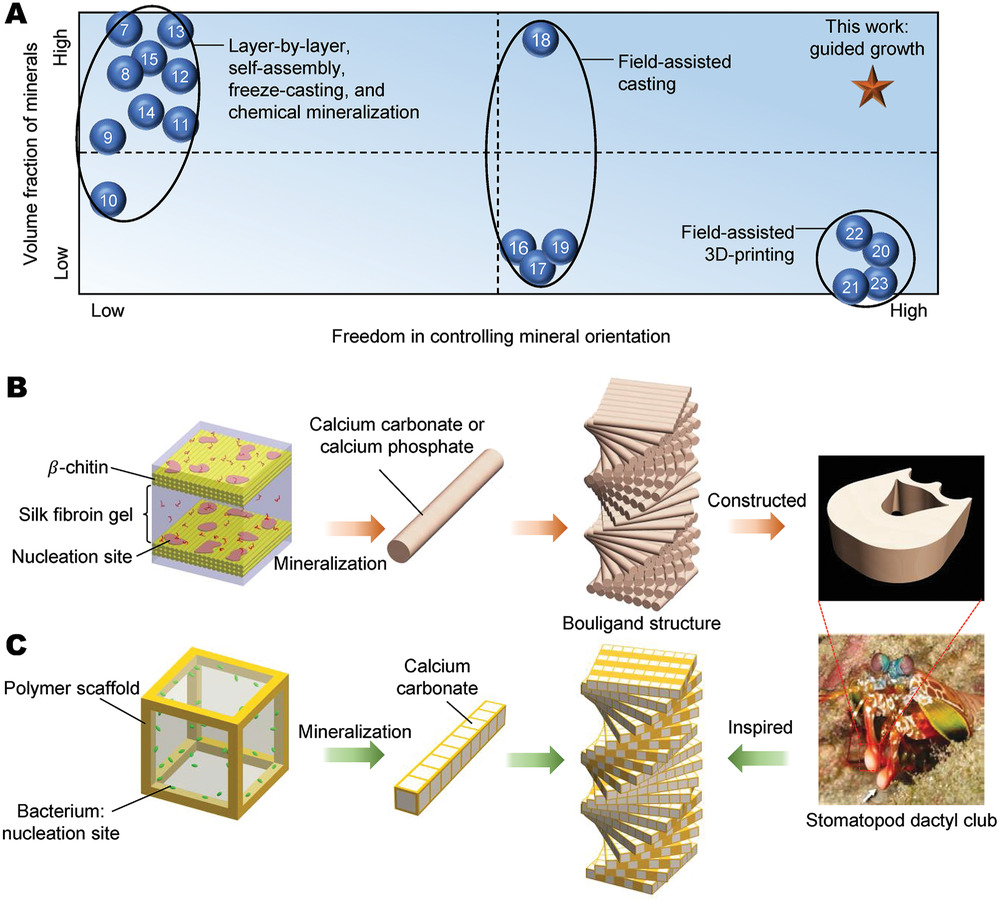 A
Volume fraction of minerals
High
Low
7
13
15
8
12
14
11
9
10
Layer-by-layer,
self-assembly,
freeze-casting, and
chemical mineralization
18
Field-assisted
casting
This work:
guided growth
16
19
17
Field-assisted
3D-printing
22
20
21
23
Low
High
Freedom in controlling mineral orientation
B
β-chitin
Silk fibroin gel
Nucleation site
Mineralization
Calcium carbonate or
calcium phosphate
Bouligand structure
Constructed
C
Polymer scaffold
Bacterium:
nucleation site
Mineralization
Calcium
carbonate
Inspired
Stomatopod dactyl club